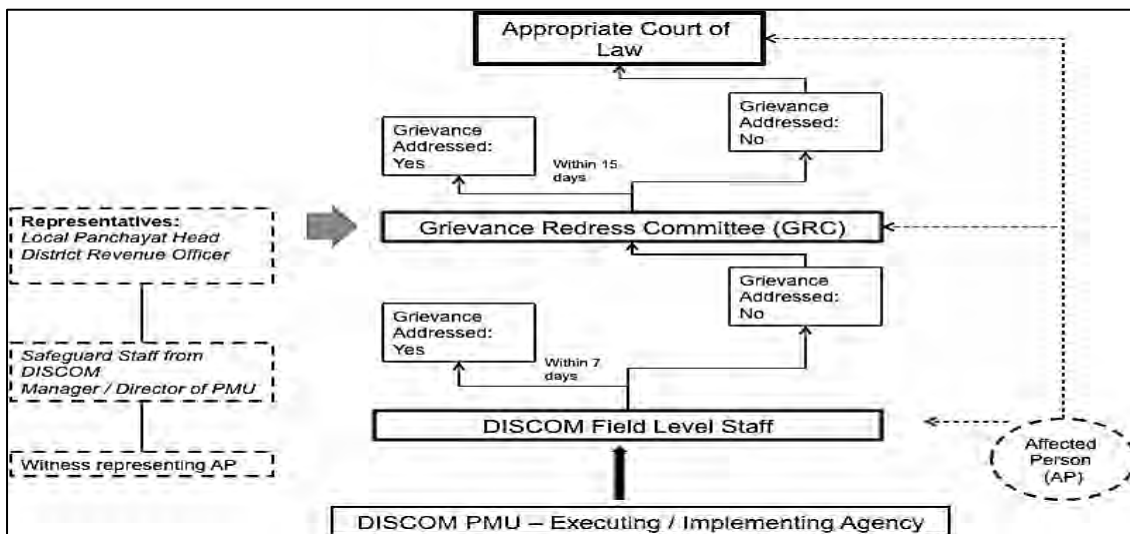 Appropriate Court of
Law
Grievance
Addressed:
Yes
Within 15
days
Grievance
Addressed:
No
Representatives:
Local Panchayat Head
District Revenue Officer
Grievance Redress Committee (GRC)
Grievance
Addressed:
Yes
Within 7
days
Grievance
Addressed:
No
Safeguard Staff from
DISCOM
Manager / Director of PMU
DISCOM Field Level Staff
Witness representing AP
Affected
Person
(AP)
DISCOM PMU – Executing / Implementing Agency